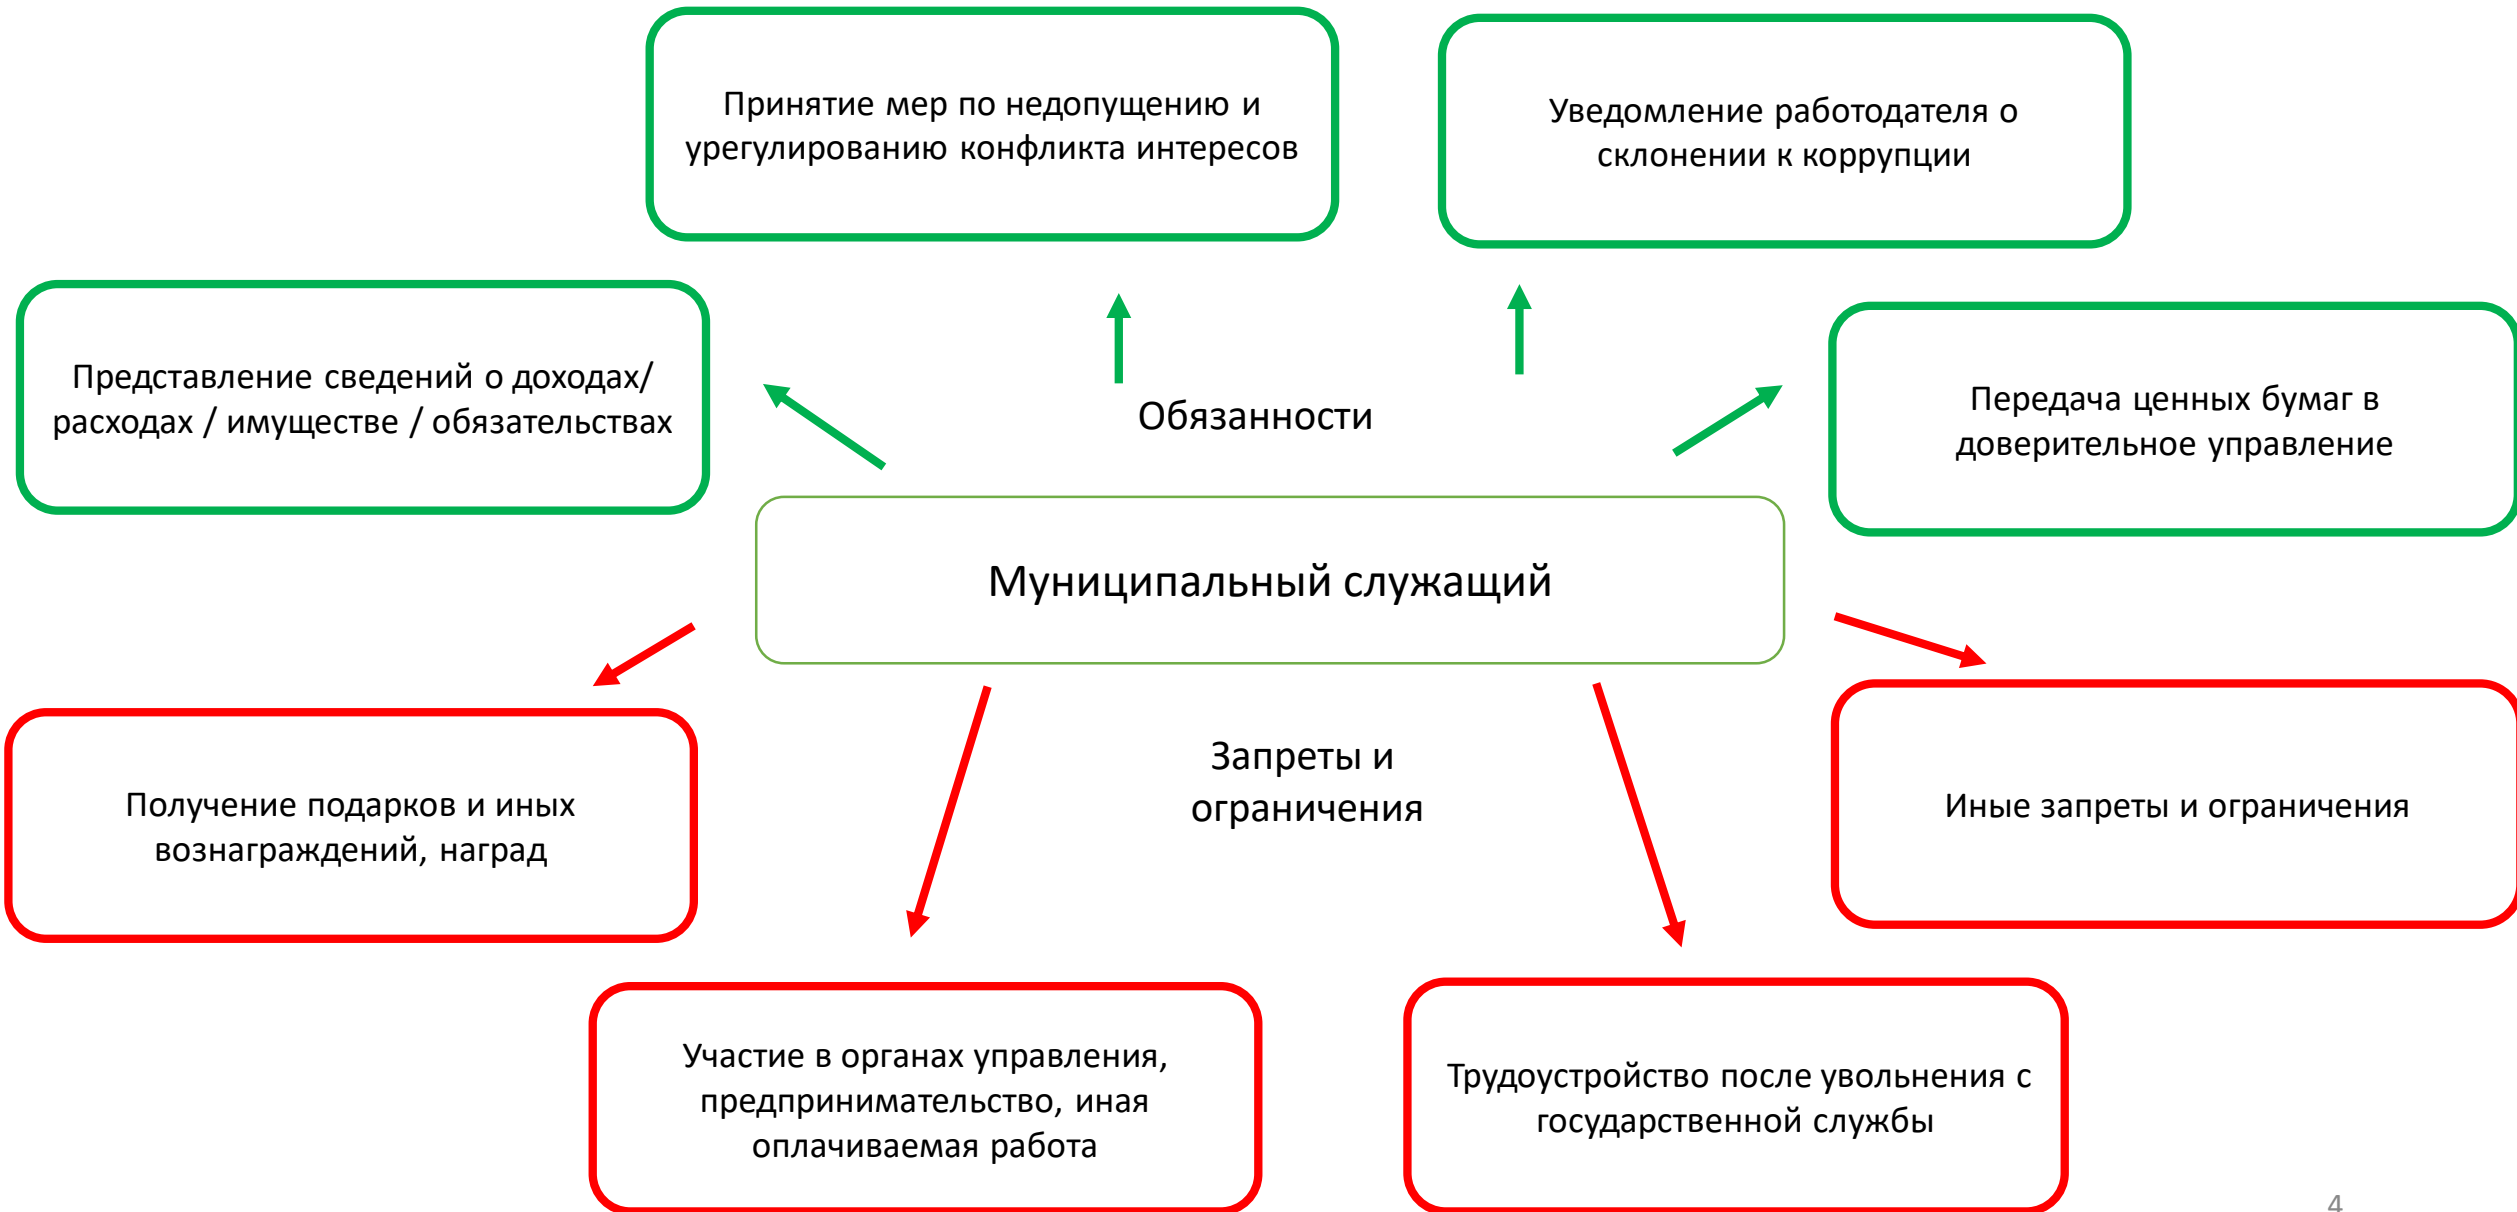 Принятие мер по недопущению и
урегулированию конфликта интересов
Уведомление работодателя о
склонении к коррупции
Представление сведений о доходах/
расходах / имуществе / обязательствах
Обязанности
Передача ценных бумаг в
доверительное управление
Муниципальный служащий
Получение подарков и иных
вознаграждений, наград
Запреты и
ограничения
Иные запреты и ограничения
Участие в органах управления,
предпринимательство, иная
оплачиваемая работа
Трудоустройство после увольнения с
государственной службы
4